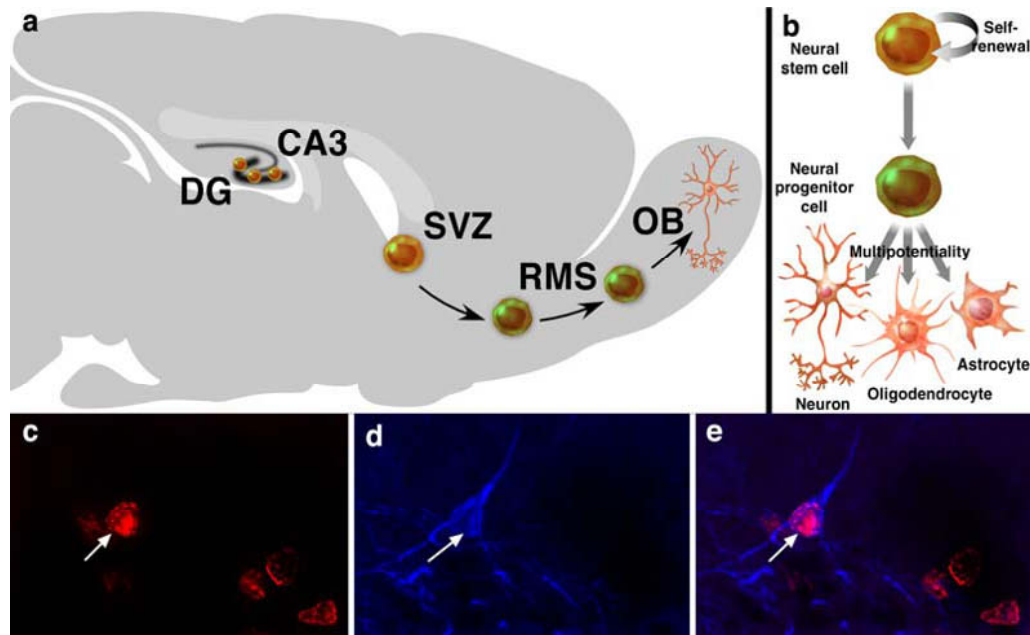 a
CA3
DG
SVZ
OB
RMS
b
Self-
renewal
Neural
stem cell
Neural
progenitor
cell
Multipotentiality
Astrocyte
Oligodendrocyte
Neuron
c
d
e